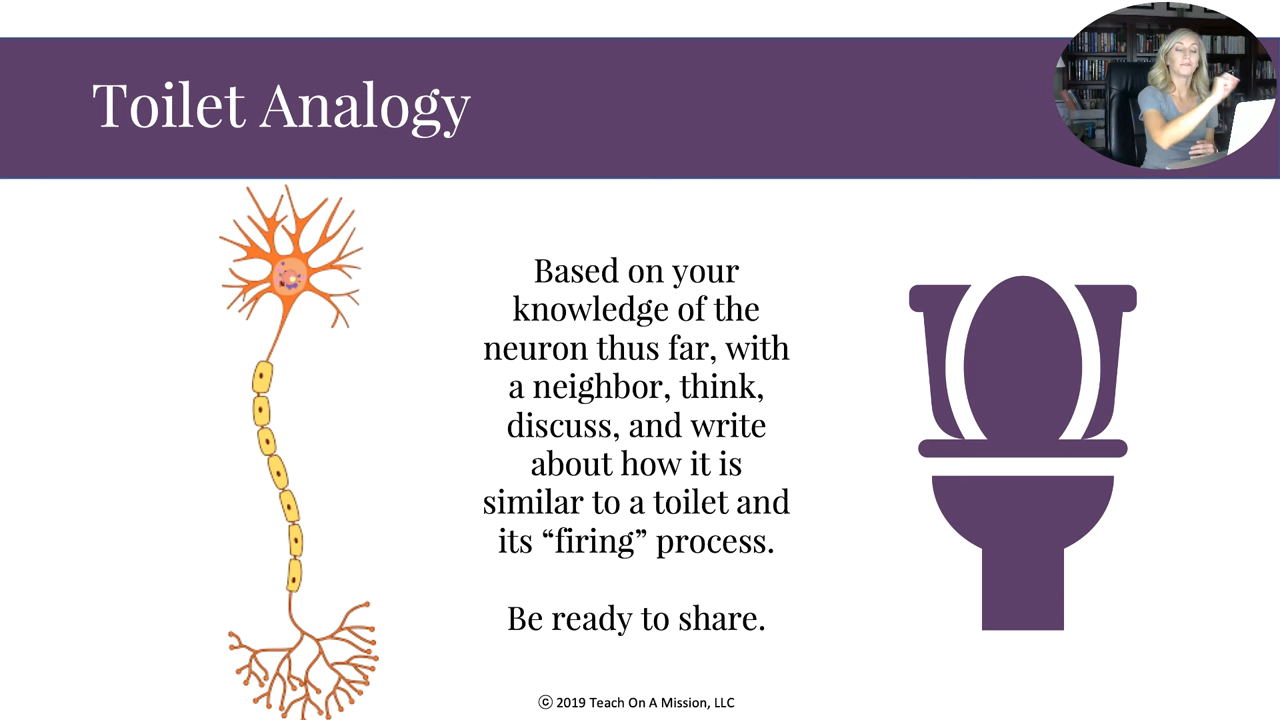 Toilet Analogy
Based on your
knowledge of the
neuron thus far, with
a neighbor, think,
discuss, and write
about how it is
similar to a toilet and
its “firing” process.
Be ready to share.
© 2019 Teach On A Mission, LLC